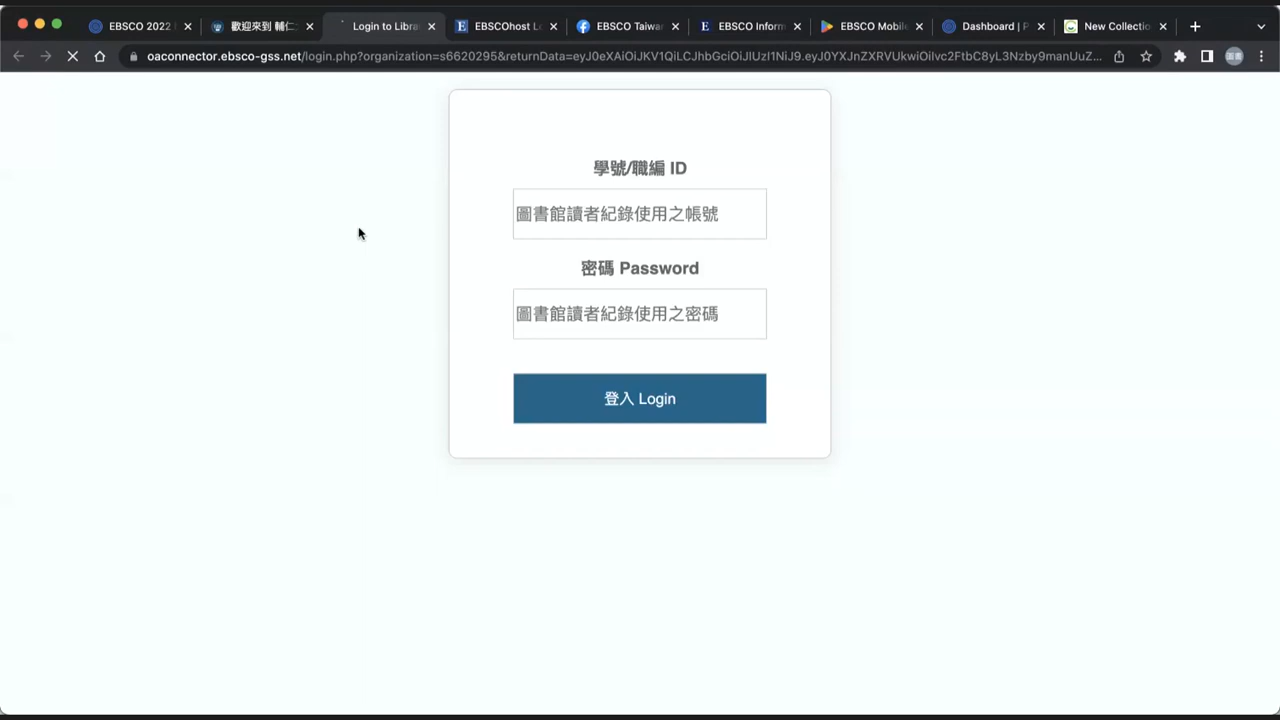 EBSCO 2022
歡迎來到 輔仁
Login to Libra
EBSCOhost Lo
EBSCO Taiwan
EBSCO Inform
EBSCO Mobile
Dashboard | P
New Collectio
oaconnector.ebsco-gss.net/login.php?organization=s6620295&returnData=eyJ0eXAiOiJKV1QiLCJhbGciOiJIUzI1NiJ9.eyJ0YXJnZXRVUkwiOiIvc2FtbC8yL3Nzby9manUuZ...
學號/職編 ID
圖書館讀者紀錄使用之帳號
密碼 Password
圖書館讀者紀錄使用之密碼
登入 Login